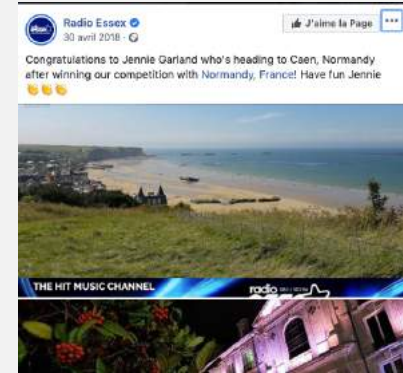 Radio Essex
30 avril 2018 ·
J'aime la Page
Congratulations to Jennie Garland who's heading to Caen, Normandy
after winning our competition with Normandy, France! Have fun Jennie
THE HIT MUSIC CHANNEL
radio